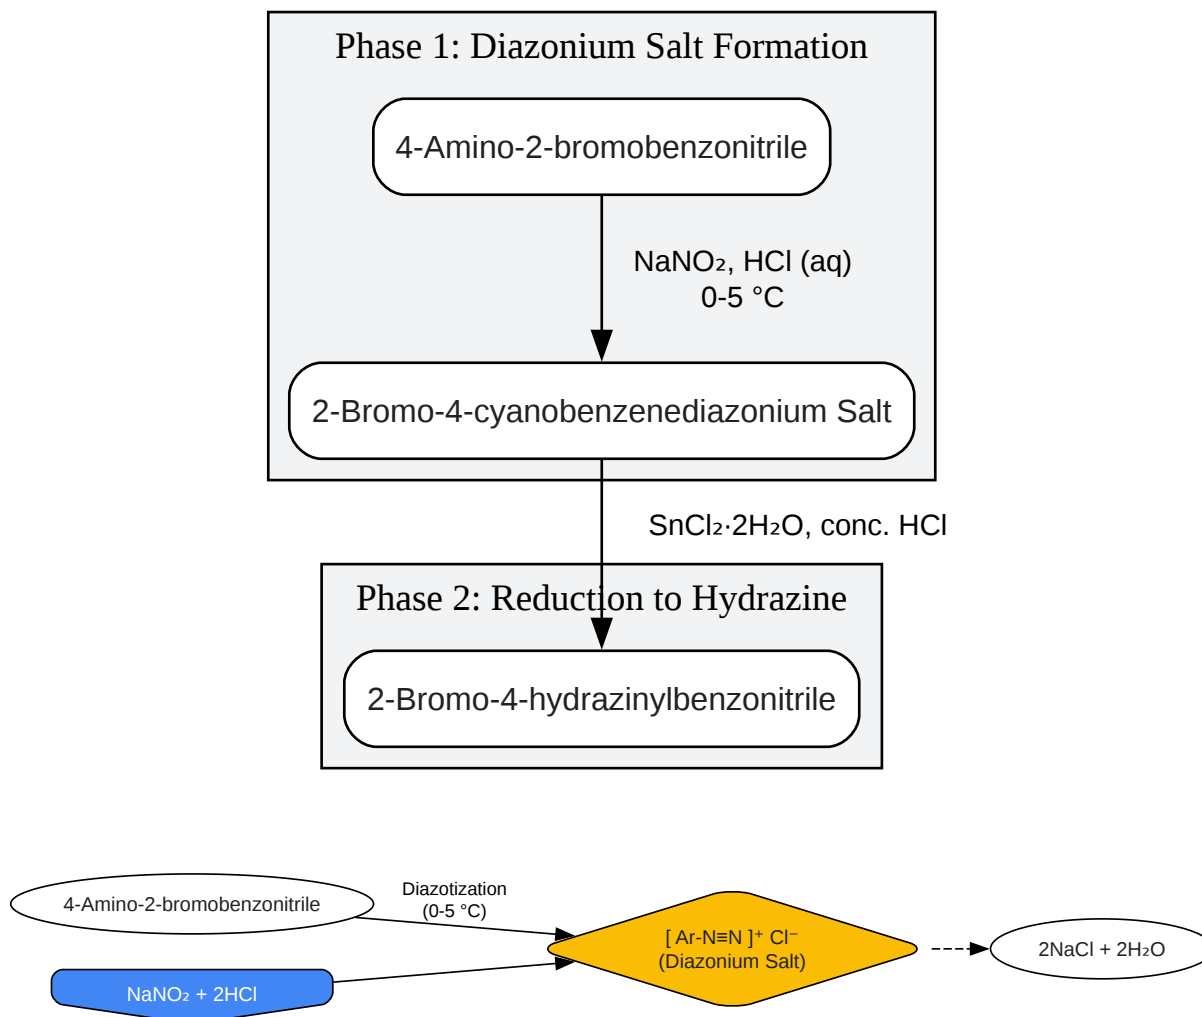 Phase 1: Diazonium Salt Formation
4-Amino-2-bromobenzonitrile
NaNO₂, HCl (aq)
0-5 °C
2-Bromo-4-cyanobenzenediazonium Salt
SnCl₂·2H₂O, conc. HCl
Phase 2: Reduction to Hydrazine
2-Bromo-4-hydrazinylbenzonitrile
4-Amino-2-bromobenzonitrile
Diazotization
(0-5 °C)
[ Ar-N≡N ]⁺ Cl⁻
(Diazonium Salt)
2NaCl + 2H₂O
NaNO₂ + 2HCl